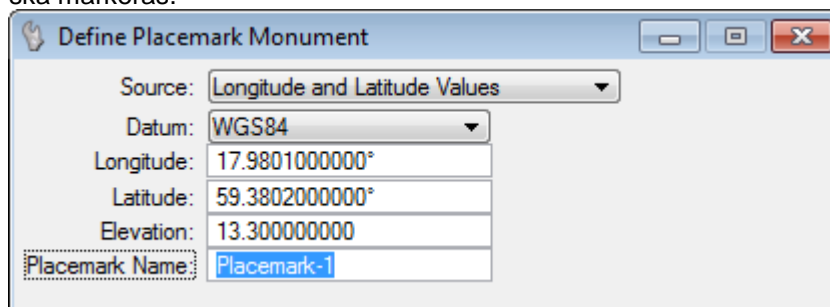 ska markeras.
Define Placemark Monument
Source: Longitude and Latitude Values
Datum: WGS84
Longitude: 17.9801000000°
Latitude: 59.3802000000°
Elevation: 13.300000000
Placemark Name: Placemark-1